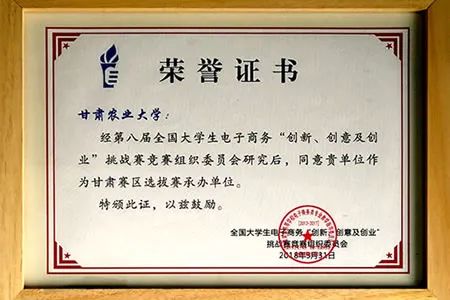 荣誉证书
甘肃农业大学：
经第八届全国大学生电子商务“创新、创意及创
业”挑战赛竞赛组织委员会研究后，同意贵单位作
为甘肃赛区选拔赛承办单位。
特颁此证，以兹鼓励。
全国大学生电子商务“创新、创意及创业”
挑战赛竞赛组织委员会
2018年3月31日